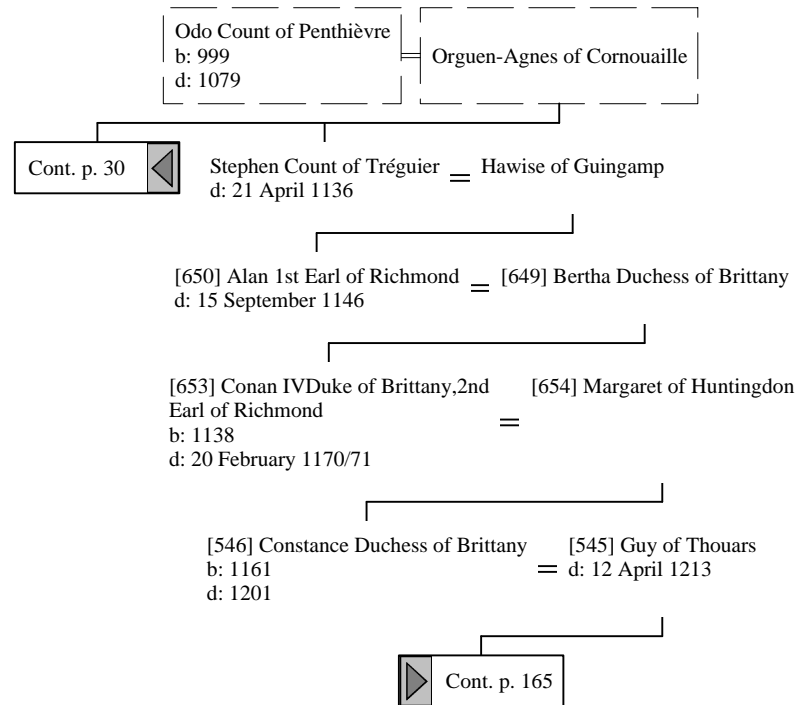 Odo Count of Penthièvre
b: 999
d: 1079
Orguen-Agnes of Cornouaille
Cont. p. 30
Stephen Count of Tréguier
d: 21 April 1136
=
Hawise of Guingamp
[650] Alan 1st Earl of Richmond
d: 15 September 1146
=
[649] Bertha Duchess of Brittany
[653] Conan IVDuke of Brittany,2nd
Earl of Richmond
b: 1138
d: 20 February 1170/71
=
[654] Margaret of Huntingdon
[546] Constance Duchess of Brittany
b: 1161
d: 1201
=
[545] Guy of Thouars
d: 12 April 1213
Cont. p. 165